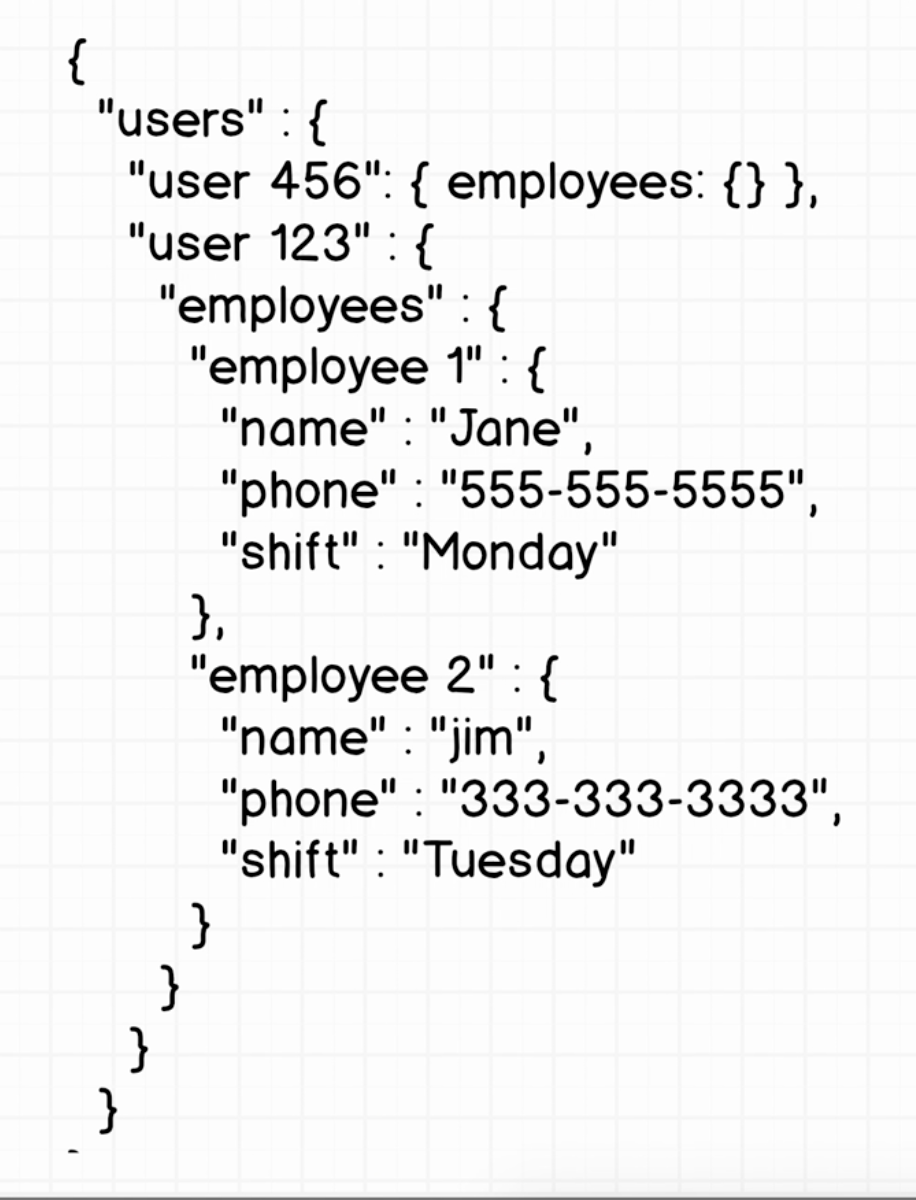 {
"users" : {
"user 456": { employees: {} },
"user 123" : {
"employees" : {
"employee 1" : {
"name" : "Jane",
"phone" : "555-555-5555",
"shift" : "Monday"
},
"employee 2" : {
"name" : "jim",
"phone" : "333-333-3333",
"shift" : "Tuesday"
}
}
}
}